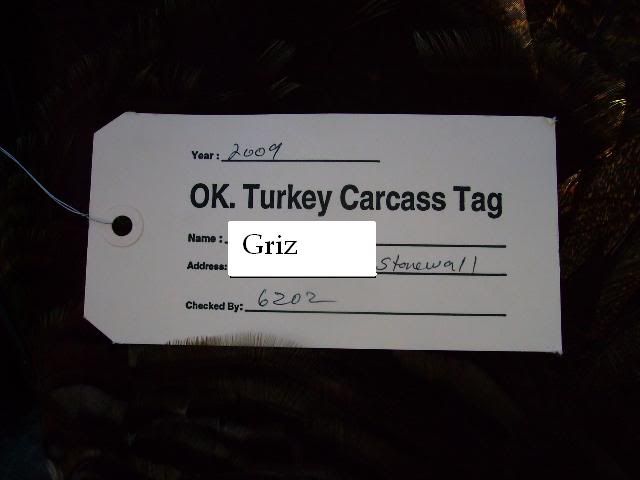 Year: 2009
OK. Turkey Carcass Tag
Name: Griz
Address: Stonewall
Checked By: 6202